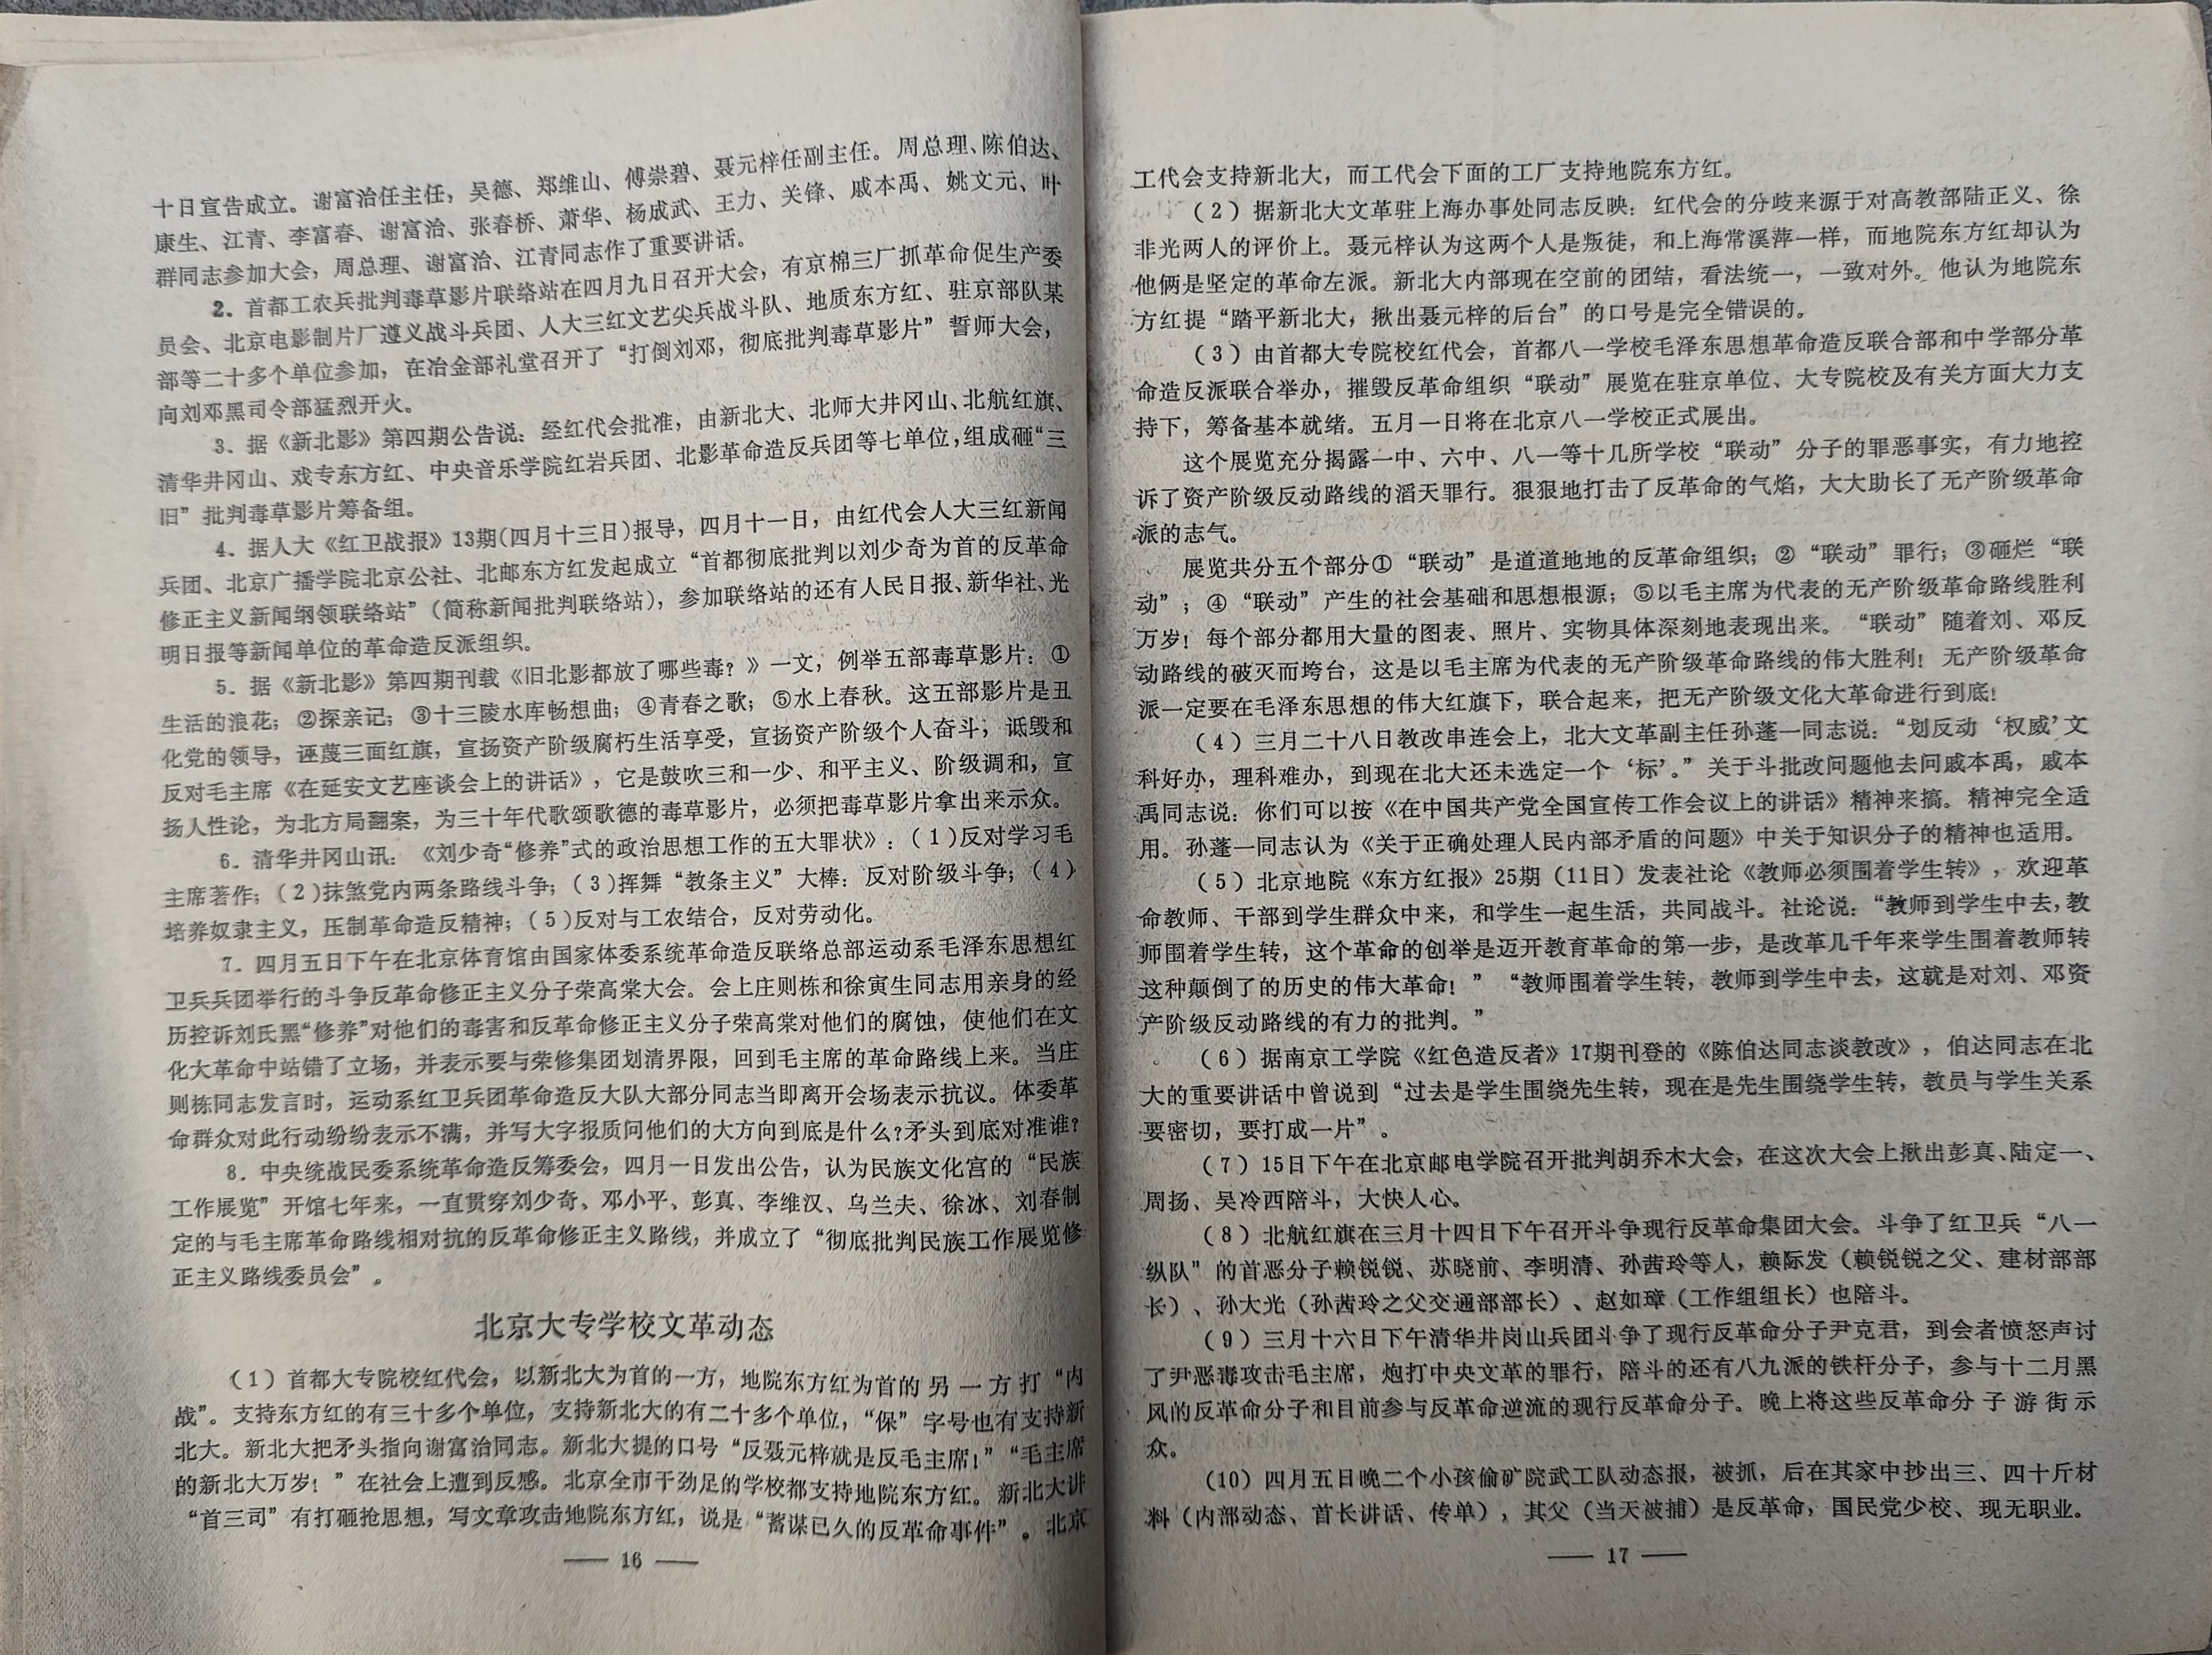 十日宣告成立。谢富治任主任，吴德、郑维山、傅崇碧、聂元梓任副主任。周总理、陈伯达、
康生、江青、李富春、谢富治、张春桥、萧华、杨成武、王力、关锋、戚本禹、姚文元、叶
群同志参加大会，周总理、谢富治、江青同志作了重要讲话。
2．首都工农兵批判毒草影片联络站在四月九日召开大会，有京棉三厂抓革命促生产委
员会、北京电影制片厂遵义战斗兵团、人大三红文艺尖兵战斗队、地质东方红、驻京部队某
部等二十多个单位参加，在冶金部礼堂召开了“打倒刘邓，彻底批判毒草影片”誓师大会，
向刘邓黑司令部猛烈开火。
3．据《新北影》第四期公告说：经红代会批准，由新北大、北师大井冈山、北航红旗、
清华井冈山、戏专东方红、中央音乐学院红岩兵团、北影革命造反兵团等七单位，组成砸“三
旧”批判毒草影片筹备组。
4．据人大《红卫战报》13期(四月十三日)报导，四月十一日，由红代会人大三红新闻
兵团、北京广播学院北京公社、北邮东方红发起成立“首都彻底批判以刘少奇为首的反革命
修正主义新闻纲领联络站”(简称新闻批判联络站)，参加联络站的还有人民日报、新华社、光
明日报等新闻单位的革命造反派组织。
5．据《新北影》第四期刊载《旧北影都放了哪些毒？》一文，例举五部毒草影片：①
生活的浪花；②探亲记；③十三陵水库畅想曲；④青春之歌；⑤水上春秋。这五部影片是丑
化党的领导，诬蔑三面红旗，宣扬资产阶级腐朽生活享受，宣扬资产阶级个人奋斗，诋毁和
反对毛主席《在延安文艺座谈会上的讲话》，它是鼓吹三和一少、和平主义、阶级调和，宣
扬人性论，为北方局翻案，为三十年代歌颂歌德的毒草影片，必须把毒草影片拿出来示众。
6．清华井冈山讯：《刘少奇“修养”式的政治思想工作的五大罪状》：(1)反对学习毛
主席著作；(2)抹煞党内两条路线斗争；(3)挥舞“教条主义”大棒：反对阶级斗争；(4)
培养奴隶主义，压制革命造反精神；(5)反对与工农结合，反对劳动化。
7．四月五日下午在北京体育馆由国家体委系统革命造反联络总部运动系毛泽东思想红
卫兵兵团举行的斗争反革命修正主义分子荣高棠大会。会上庄则栋和徐寅生同志用亲身的经
历控诉刘氏黑“修养”对他们的毒害和反革命修正主义分子荣高棠对他们的腐蚀，使他们在文
化大革命中站错了立场，并表示要与荣修集团划清界限，回到毛主席的革命路线上来。当庄
则栋同志发言时，运动系红卫兵团革命造反大队大部分同志当即离开会场表示抗议。体委革
命群众对此行动纷纷表示不满，并写大字报质问他们的大方向到底是什么？矛头到底对准谁？
8．中央统战民委系统革命造反筹委会，四月一日发出公告，认为民族文化宫的“民族
工作展览”开馆七年来，一直贯穿刘少奇、邓小平、彭真、李维汉、乌兰夫、徐冰、刘春制
定的与毛主席革命路线相对抗的反革命修正主义路线，并成立了“彻底批判民族工作展览修
正主义路线委员会”。
北京大专学校文革动态
(1)首都大专院校红代会，以新北大为首的一方，地院东方红为首的另一方打“内
战”。支持东方红的有三十多个单位，支持新北大的有二十多个单位，“保”字号也有支持新
北大。新北大把矛头指向谢富治同志。新北大提的口号“反聂元梓就是反毛主席！”“毛主席
的新北大万岁！”在社会上遭到反感。北京全市干劲足的学校都支持地院东方红。新北大讲
“首三司”有打砸抢思想，写文章攻击地院东方红，说是“蓄谋已久的反革命事件”。北京
— 16 —
工代会支持新北大，而工代会下面的工厂支持地院东方红。
(2)据新北大文革驻上海办事处同志反映：红代会的分歧来源于对高教部陆正义、徐
非光两人的评价上。聂元梓认为这两个人是叛徒，和上海常溪萍一样，而地院东方红却认为
他俩是坚定的革命左派。新北大内部现在空前的团结，看法统一，一致对外。他认为地院东
方红提“踏平新北大，揪出聂元梓的后台”的口号是完全错误的。
(3)由首都大专院校红代会，首都八一学校毛泽东思想革命造反联合部和中学部分革
命造反派联合举办，摧毁反革命组织“联动”展览在驻京单位、大专院校及有关方面大力支
持下，筹备基本就绪。五月一日将在北京八一学校正式展出。
这个展览充分揭露一中、六中、八一等十几所学校“联动”分子的罪恶事实，有力地控
诉了资产阶级反动路线的滔天罪行。狠狠地打击了反革命的气焰，大大助长了无产阶级革命
派的志气。
展览共分五个部分①“联动”是道道地地的反革命组织；②“联动”罪行；③砸烂“联
动”；④“联动”产生的社会基础和思想根源；⑤以毛主席为代表的无产阶级革命路线胜利
万岁！每个部分都用大量的图表、照片、实物具体深刻地表现出来。“联动”随着刘、邓反
动路线的破灭而垮台，这是以毛主席为代表的无产阶级革命路线的伟大胜利！无产阶级革命
派一定要在毛泽东思想的伟大红旗下，联合起来，把无产阶级文化大革命进行到底！
(4)三月二十八日教改串连会上，北大文革副主任孙蓬一同志说：“划反动‘权威’文
科好办，理科难办，到现在北大还未选定一个‘标’。”关于斗批改问题他去问戚本禹，戚本
禹同志说：你们可以按《在中国共产党全国宣传工作会议上的讲话》精神来搞。精神完全适
用。孙蓬一同志认为《关于正确处理人民内部矛盾的问题》中关于知识分子的精神也适用。
(5)北京地院《东方红报》25期（11日）发表社论《教师必须围着学生转》，欢迎革
命教师、干部到学生群众中来，和学生一起生活，共同战斗。社论说：“教师到学生中去，教
师围着学生转，这个革命的创举是迈开教育革命的第一步，是改革几千年来学生围着教师转
这种颠倒了的历史的伟大革命！”“教师围着学生转，教师到学生中去，这就是对刘、邓资
产阶级反动路线的有力的批判。”
(6)据南京工学院《红色造反者》17期刊登的《陈伯达同志谈教改》，伯达同志在北
大的重要讲话中曾说到“过去是学生围绕先生转，现在是先生围绕学生转，教员与学生关系
要密切，要打成一片”。
(7)15日下午在北京邮电学院召开批判胡乔木大会，在这次大会上揪出彭真、陆定一、
周扬、吴冷西陪斗，大快人心。
(8)北航红旗在三月十四日下午召开斗争现行反革命集团大会。斗争了红卫兵“八一
纵队”的首恶分子赖锐锐、苏晓前、李明清、孙茜玲等人，赖际发（赖锐锐之父、建材部部
长）、孙大光（孙茜玲之父交通部部长）、赵如璋（工作组组长）也陪斗。
(9)三月十六日下午清华井岗山兵团斗争了现行反革命分子尹克君，到会者愤怒声讨
了尹恶毒攻击毛主席，炮打中央文革的罪行，陪斗的还有八九派的铁杆分子，参与十二月黑
风的反革命分子和目前参与反革命逆流的现行反革命分子。晚上将这些反革命分子游街示
众。
(10)四月五日晚二个小孩偷矿院武工队动态报，被抓，后在其家中抄出三、四十斤材
料（内部动态、首长讲话、传单），其父（当天被捕）是反革命，国民党少校、现无职业。
— 17 —